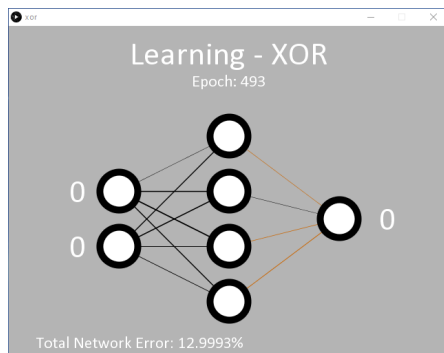 xor
Learning - XOR
Epoch: 493
0
0
0
Total Network Error: 12.9993%